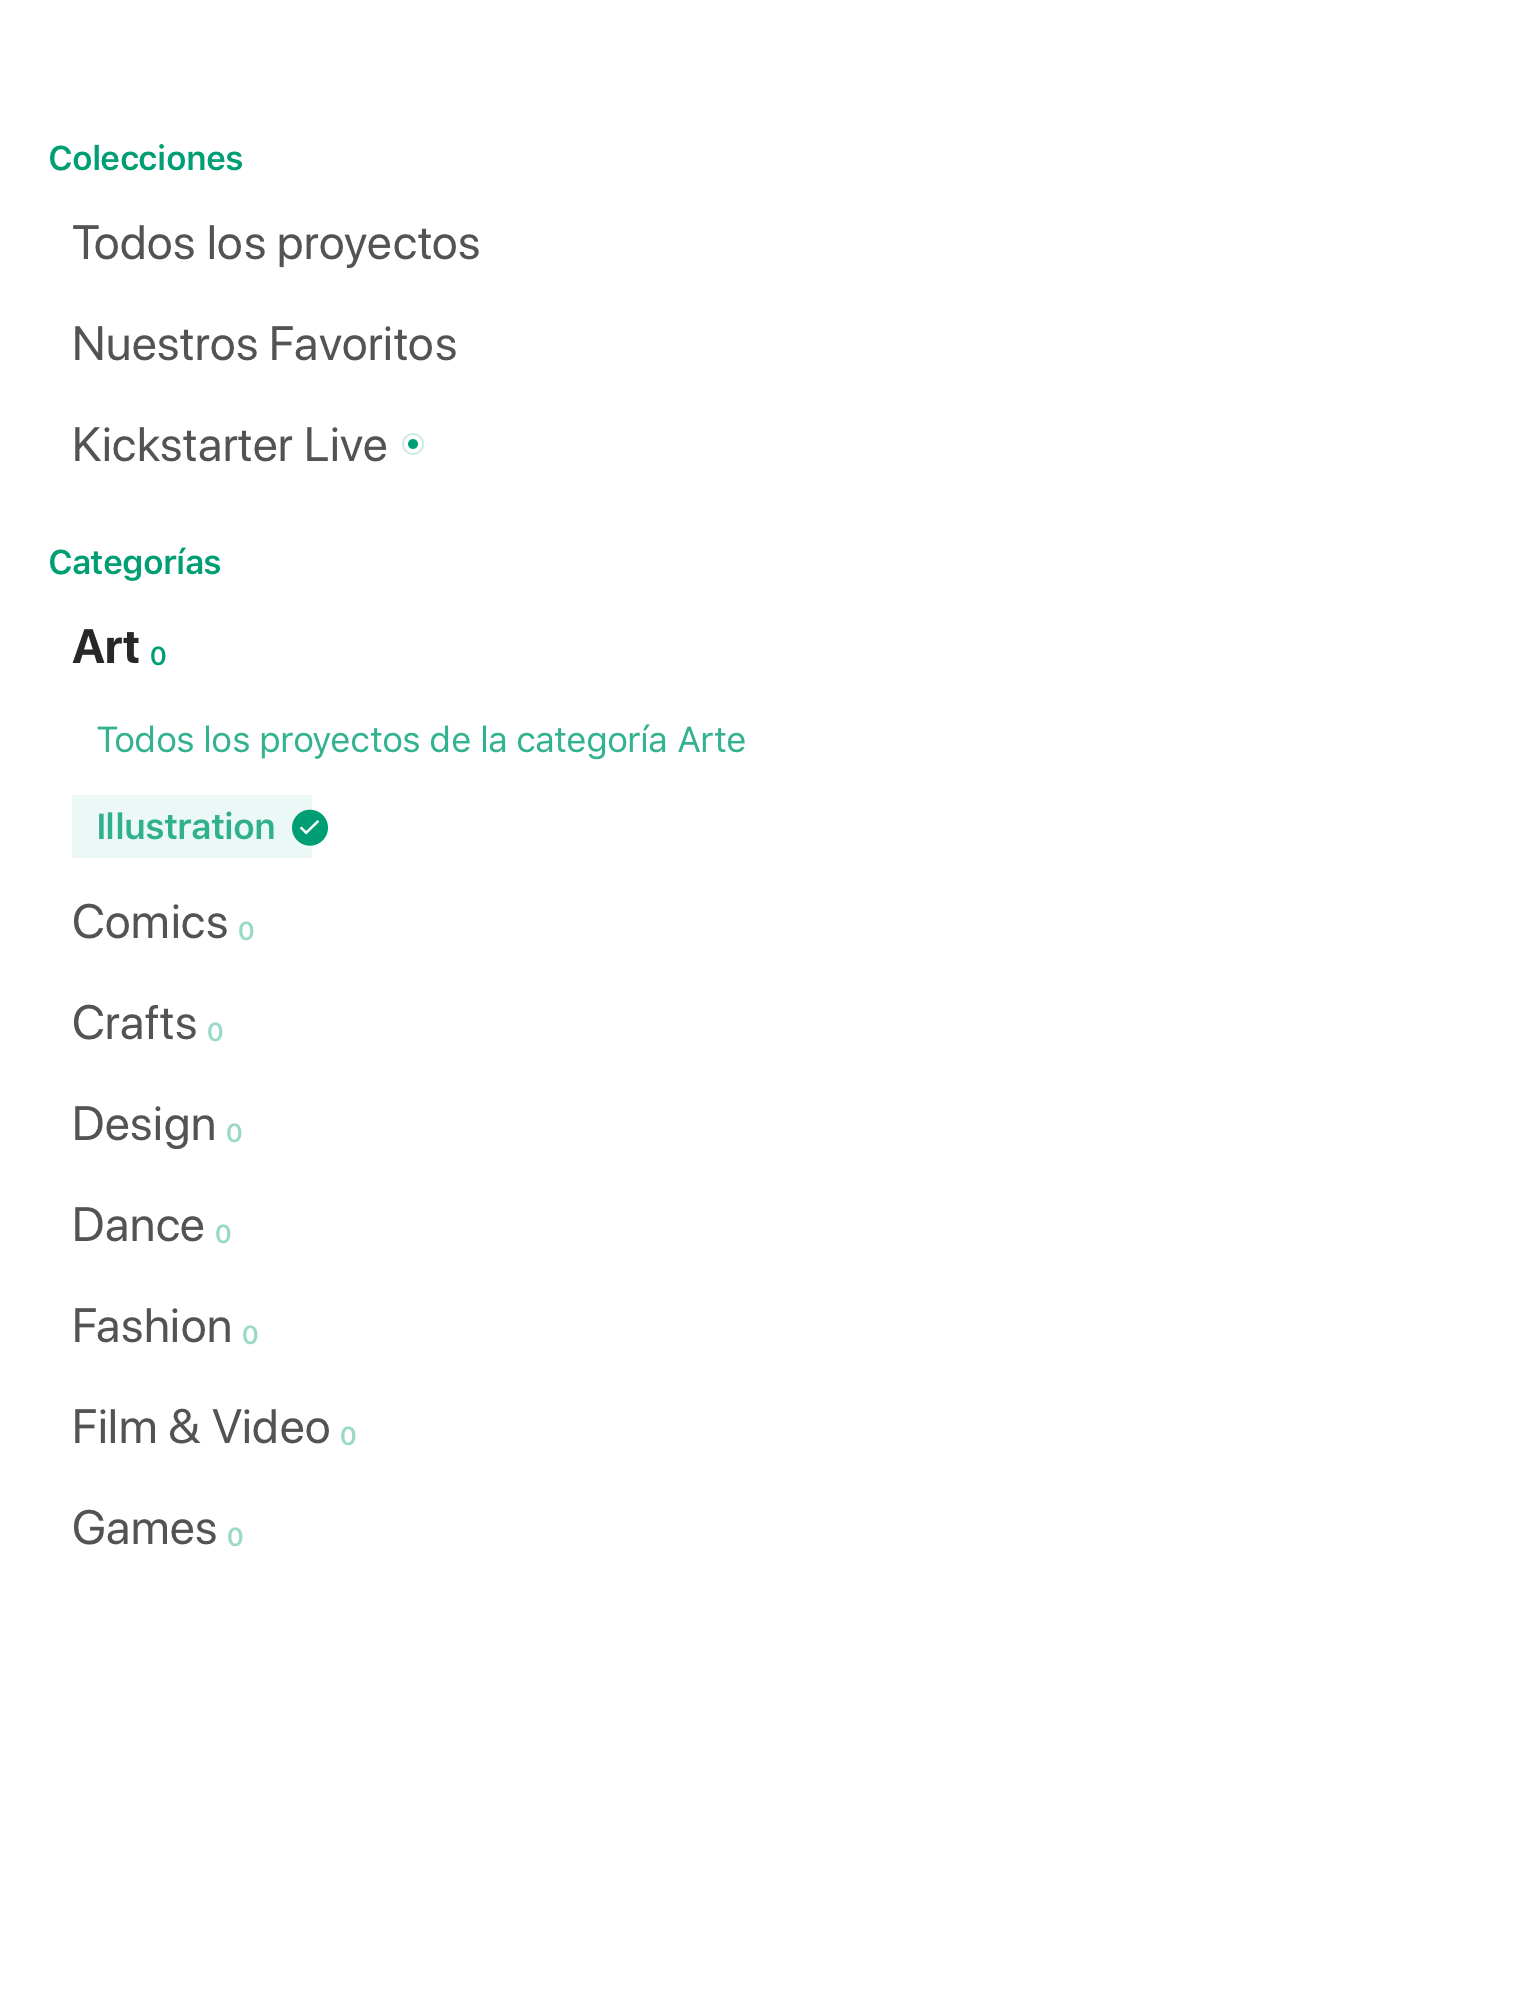 Colecciones
Todos los proyectos
Nuestros Favoritos
Kickstarter Live
Categorías
Art 0
Todos los proyectos de la categoría Arte
Illustration
Comics 0
Crafts 0
Design 0
Dance 0
Fashion 0
Film & Video 0
Games 0